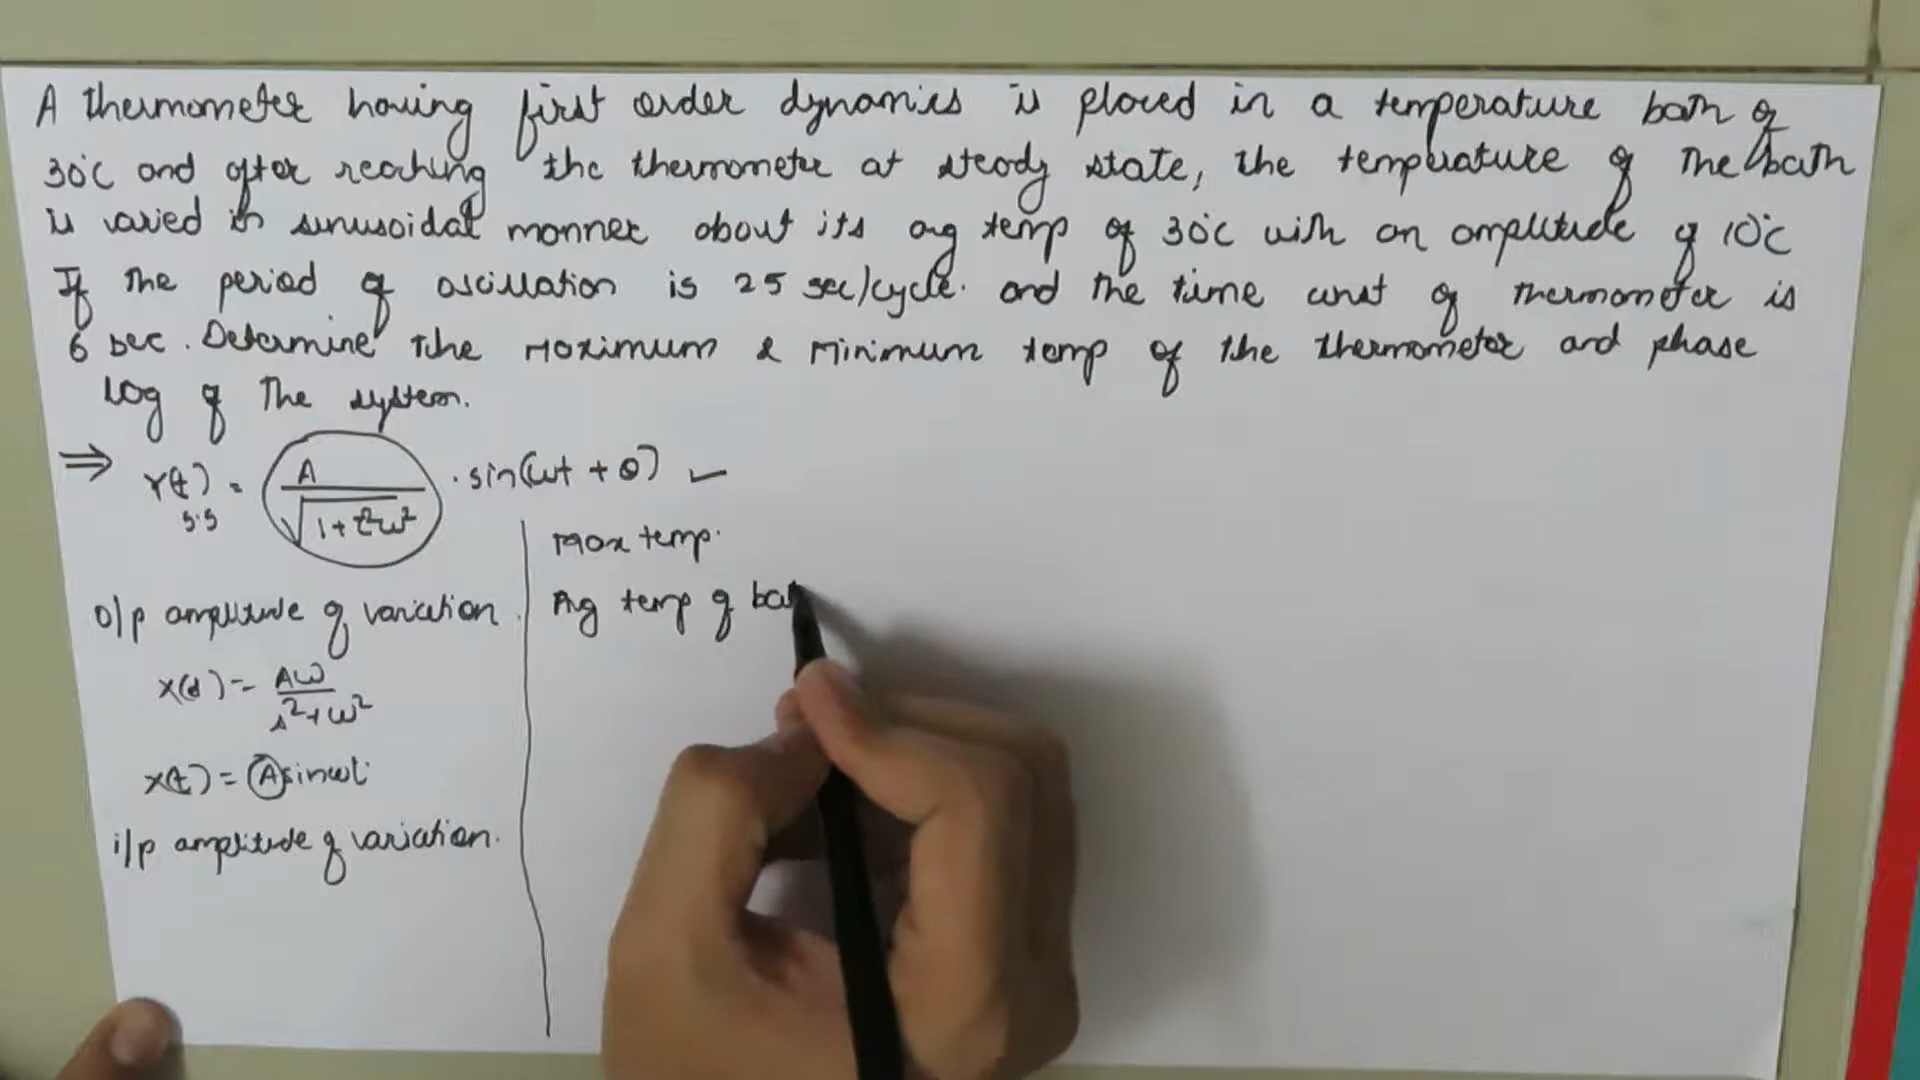 A thermometer having first order dynamics is placed in a temperature bath of
30°C and after reaching the thermometer at steady state, the temperature of the bath
is varied in sinusoidal manner about its avg temp of 30°C with an amplitude of 10°C
If the period of oscillation is 25 sec/cycle. and the time const of thermometer is
6 sec. Determine the Maximum & Minimum temp of the thermometer and phase
Lag of the system.
⇒ Y(t) s.s = A / √(1+τ²ω²) · sin(ωt + θ) ✓
o/p amplitude of variation.
X(s) = Aω / s²+ω²
x(t) = A sinωt
i/p amplitude of variation.
Max temp.
Avg temp of bat